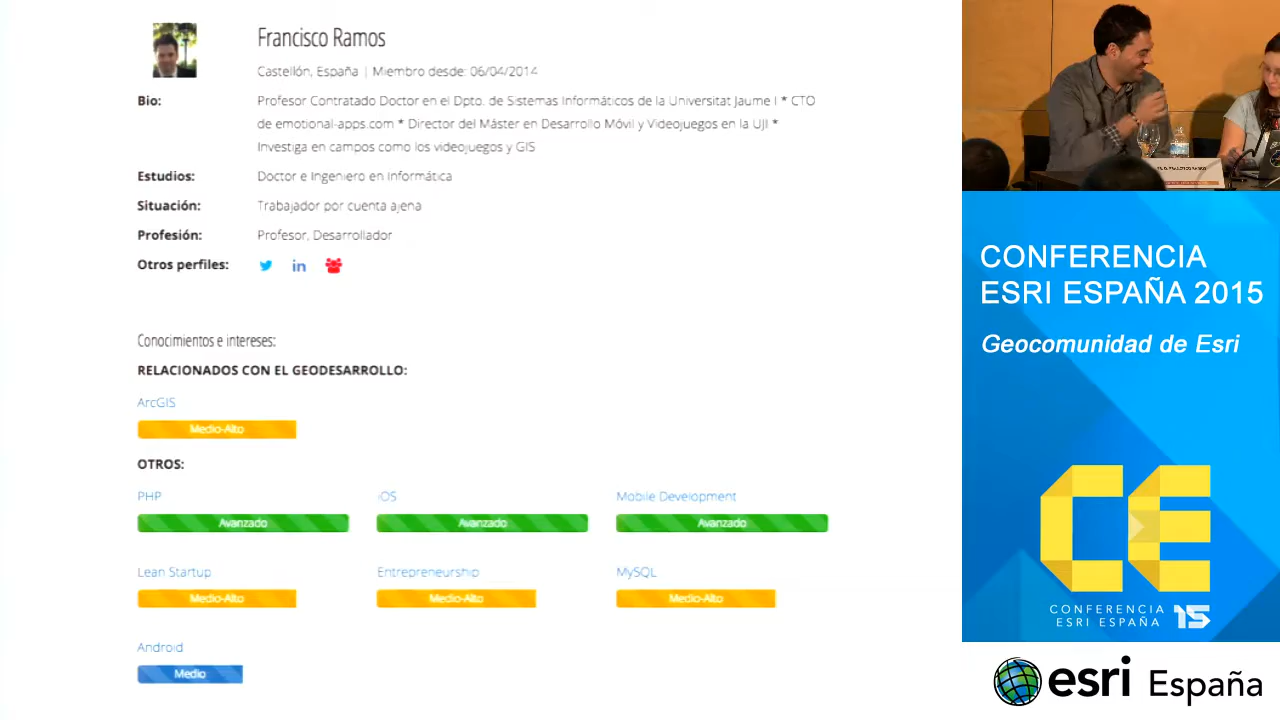 Francisco Ramos
Castellón, España | Miembro desde: 06/04/2014
Bio:
Profesor Contratado Doctor en el Dpto. de Sistemas Informáticos de la Universitat Jaume I * CTO
de emotional-apps.com * Director del Máster en Desarrollo Móvil y Videojuegos en la UJI *
Investiga en campos como los videojuegos y GIS
Estudios:
Doctor e Ingeniero en Informática
Situación:
Trabajador por cuenta ajena
Profesión:
Profesor, Desarrollador
Otros perfiles:
in
Conocimientos e intereses:
RELACIONADOS CON EL GEODESARROLLO:
ArcGIS
Medio-Alto
OTROS:
PHP
iOS
Mobile Development
Avanzado
Avanzado
Avanzado
Lean Startup
Entrepreneurship
MySQL
Medio-Alto
Medio-Alto
Medio-Alto
Android
Medio
CONFERENCIA
ESRI ESPAÑA 2015
Geocomunidad de Esri
CE
CONFERENCIA
ESRI ESPAÑA 15
esri España